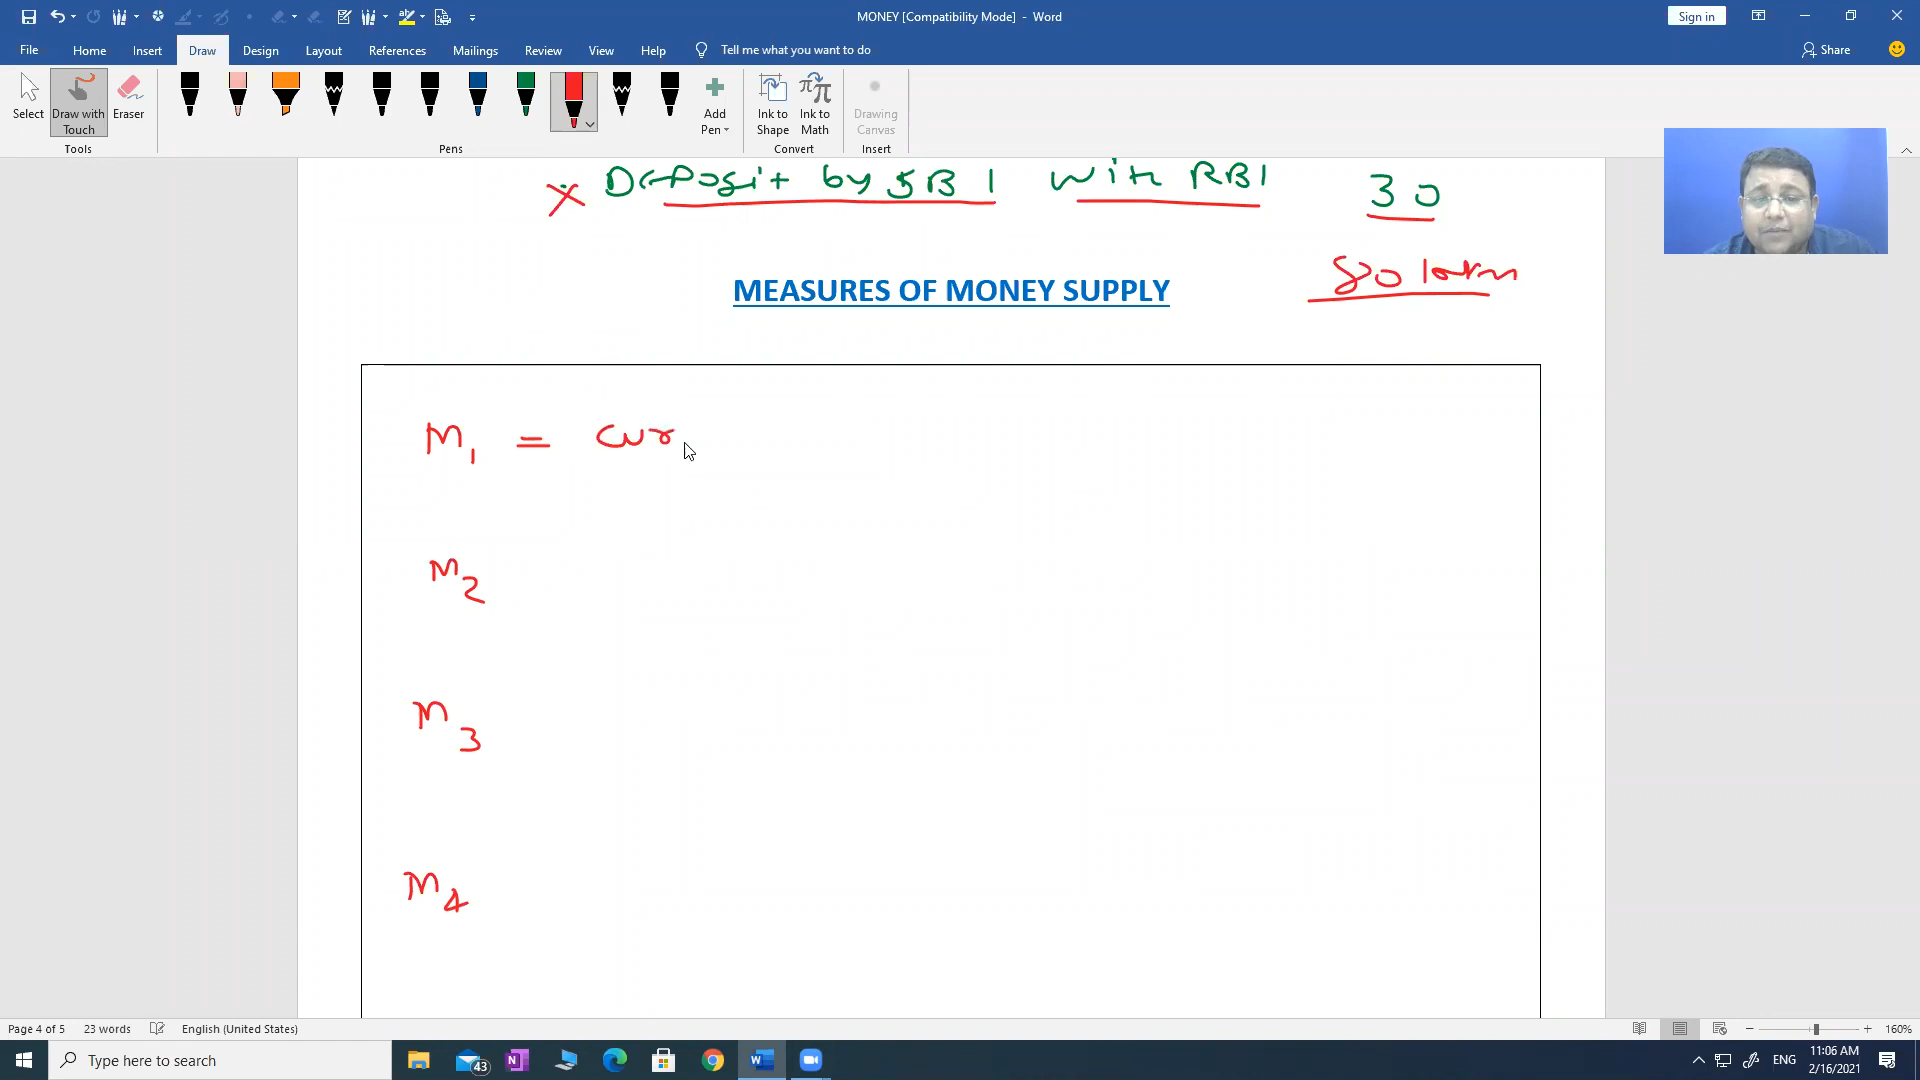 MONEY [Compatibility Mode] - Word
Sign in
File Home Insert Draw Design Layout References Mailings Review View Help Tell me what you want to do
Share
Select
Draw with Touch
Eraser
Add Pen
Ink to Shape
Ink to Math
Drawing Canvas
Tools
Pens
Convert
Insert
x Deposit by SBI with RBI 30
80
MEASURES OF MONEY SUPPLY
M1 = Cur
M2
M3
M4
Page 4 of 5 23 words English (United States) 160%
Type here to search
43
ENG
11:06 AM
2/16/2021